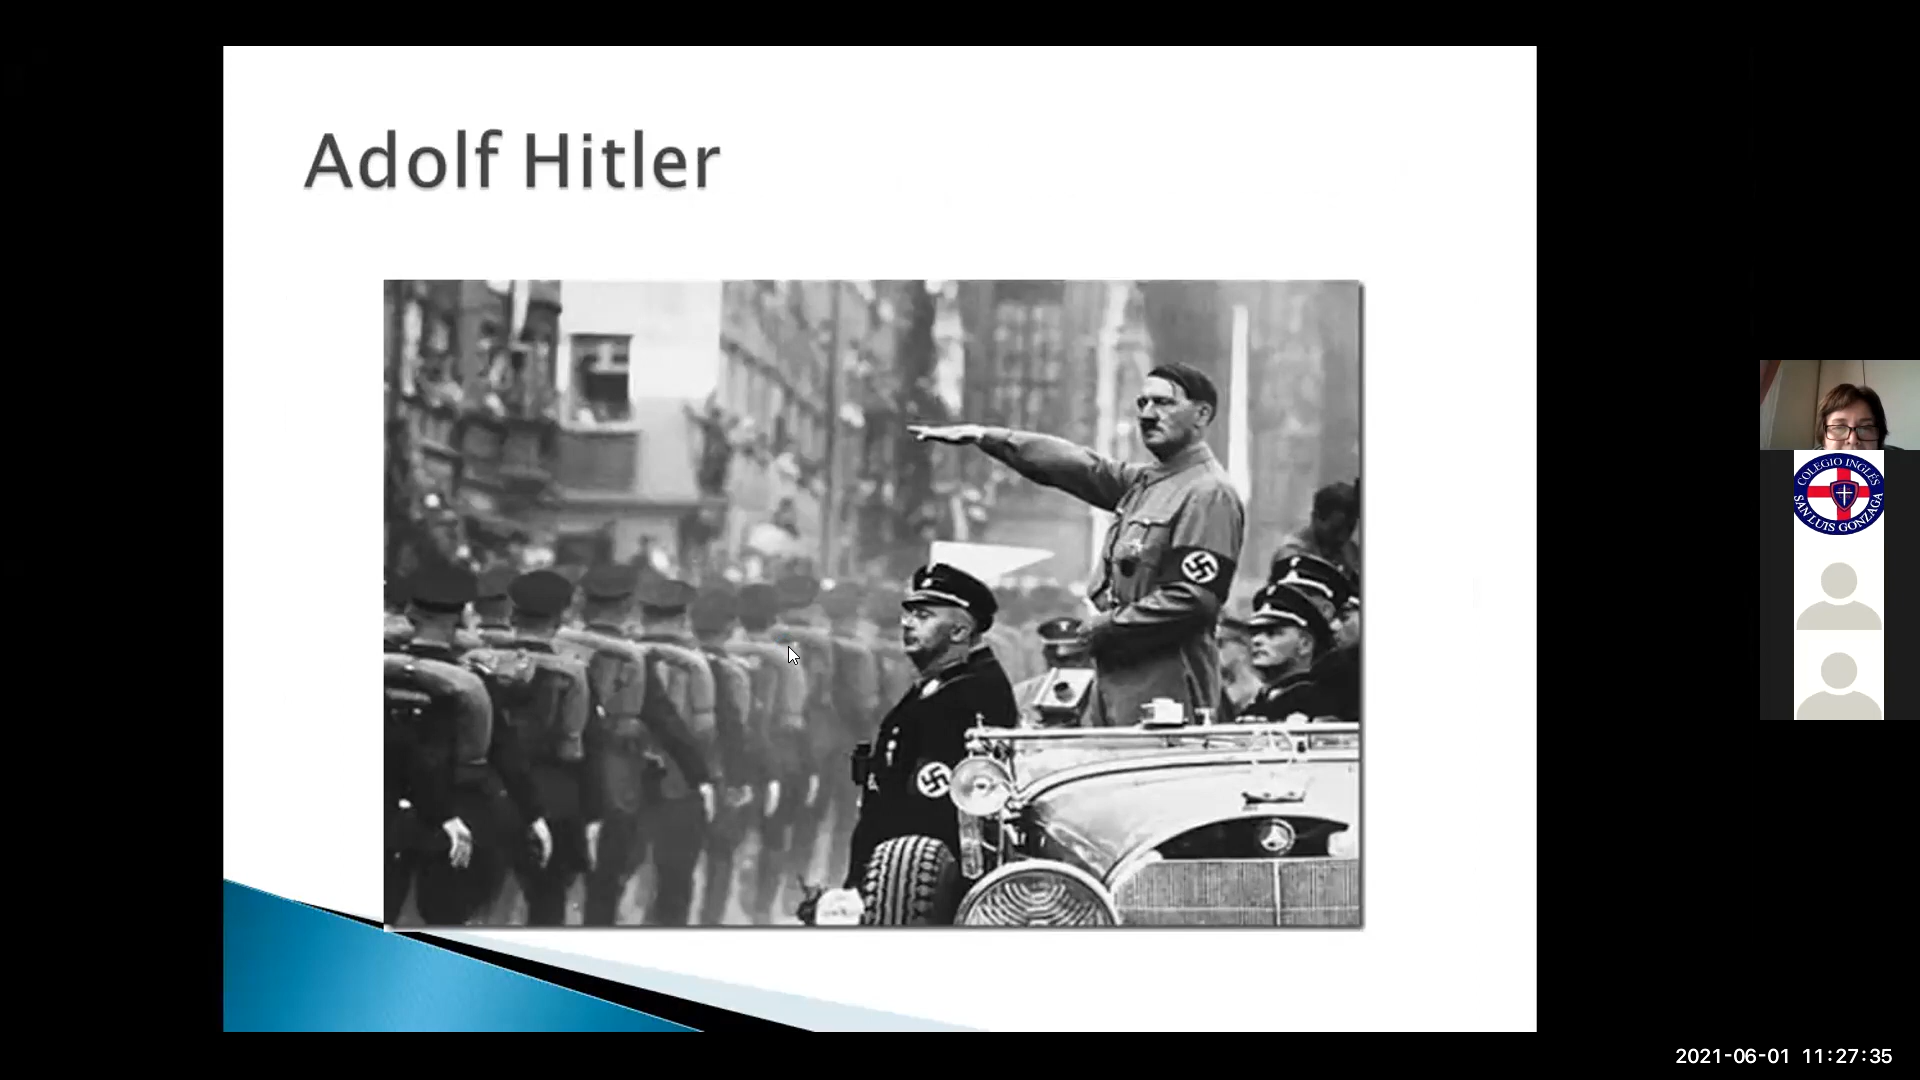 Adolf Hitler
COLEGIO INGLÉS
SAN LUIS GONZAGA
2021-06-01 11:27:35